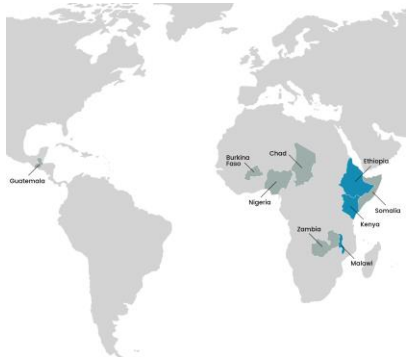 Guatemala
Burkina
Faso
Chad
Nigeria
Ethiopia
Somalia
Kenya
Zambia
Malawi